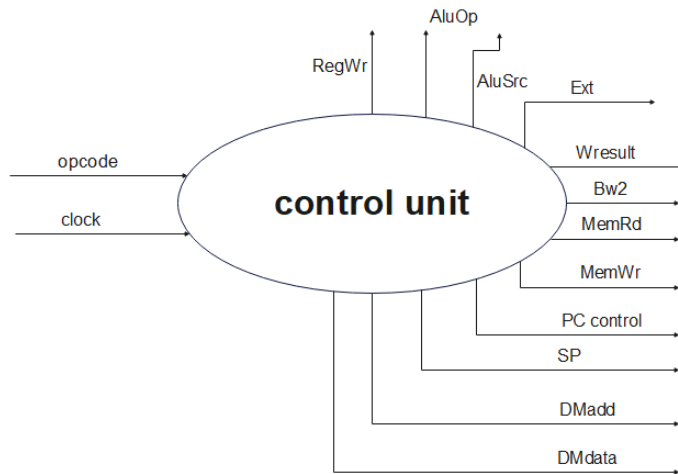 AluOp
RegWr
AluSrc
Ext
opcode
Wresult
control unit
Bw2
clock
MemRd
MemWr
PC control
SP
DMadd
DMdata